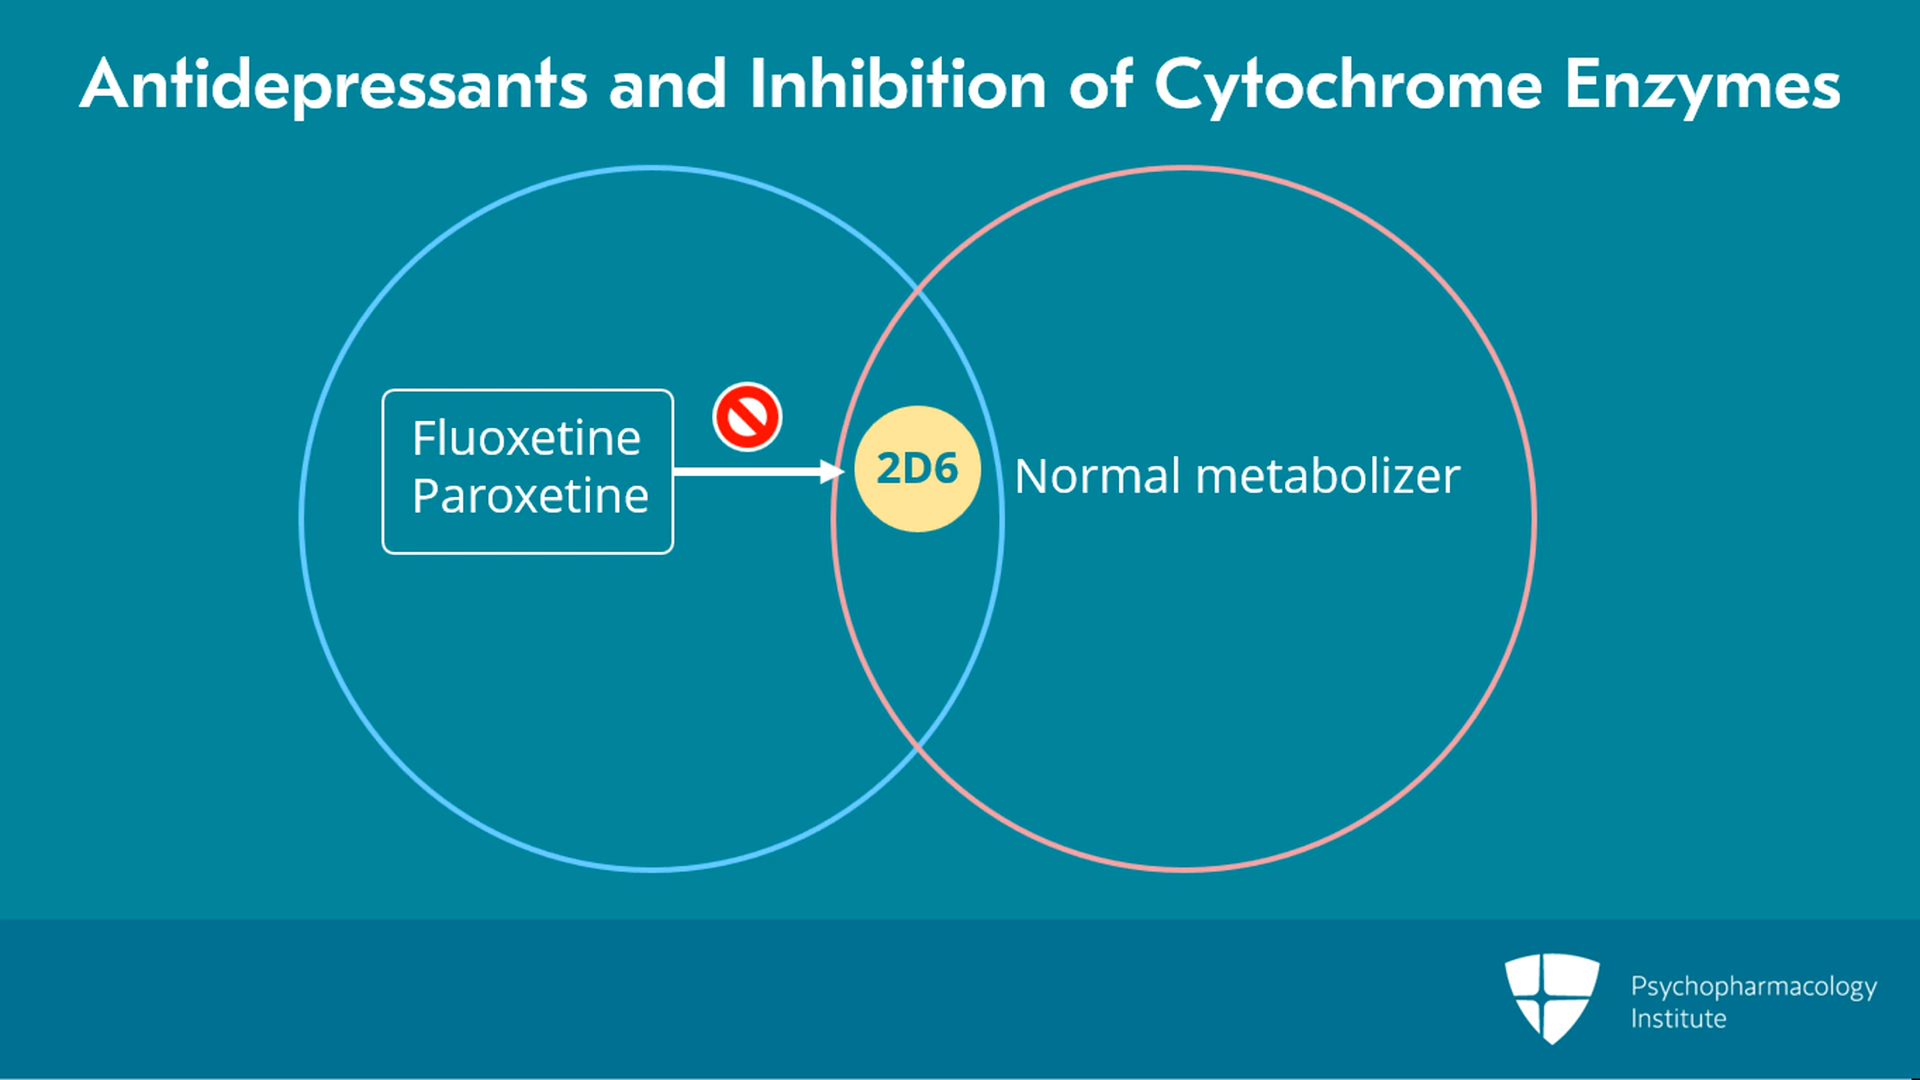 Antidepressants and Inhibition of Cytochrome Enzymes
Fluoxetine
Paroxetine
2D6
Normal metabolizer
Psychopharmacology
Institute